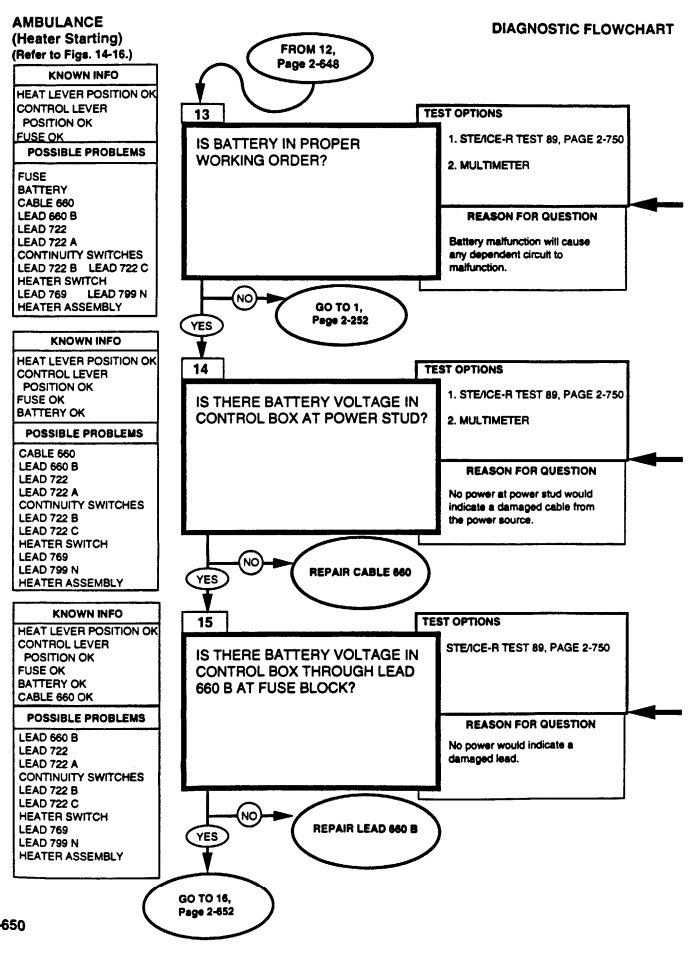 AMBULANCE
(Heater Starting)
(Refer to Figs. 14-16.)
DIAGNOSTIC FLOWCHART
FROM 12,
Page 2-648
KNOWN INFO
HEAT LEVER POSITION OK
CONTROL LEVER
POSITION OK
FUSE OK
POSSIBLE PROBLEMS
FUSE
BATTERY
CABLE 660
LEAD 660 B
LEAD 722
LEAD 722 A
CONTINUITY SWITCHES
LEAD 722 B LEAD 722 C
HEATER SWITCH
LEAD 769 LEAD 799 N
HEATER ASSEMBLY
13
IS BATTERY IN PROPER
WORKING ORDER?
TEST OPTIONS
1. STE/ICE-R TEST 89, PAGE 2-750
2. MULTIMETER
REASON FOR QUESTION
Battery malfunction will cause
any dependent circuit to
malfunction.
NO
GO TO 1,
Page 2-252
YES
KNOWN INFO
HEAT LEVER POSITION OK
CONTROL LEVER
POSITION OK
FUSE OK
BATTERY OK
POSSIBLE PROBLEMS
CABLE 660
LEAD 660 B
LEAD 722
LEAD 722 A
CONTINUITY SWITCHES
LEAD 722 B
LEAD 722 C
HEATER SWITCH
LEAD 769
LEAD 799 N
HEATER ASSEMBLY
14
IS THERE BATTERY VOLTAGE IN
CONTROL BOX AT POWER STUD?
TEST OPTIONS
1. STE/ICE-R TEST 89, PAGE 2-750
2. MULTIMETER
REASON FOR QUESTION
No power at power stud would
indicate a damaged cable from
the power source.
NO
REPAIR CABLE 660
YES
KNOWN INFO
HEAT LEVER POSITION OK
CONTROL LEVER
POSITION OK
FUSE OK
BATTERY OK
CABLE 660 OK
POSSIBLE PROBLEMS
LEAD 660 B
LEAD 722
LEAD 722 A
CONTINUITY SWITCHES
LEAD 722 B
LEAD 722 C
HEATER SWITCH
LEAD 769
LEAD 799 N
HEATER ASSEMBLY
15
IS THERE BATTERY VOLTAGE IN
CONTROL BOX THROUGH LEAD
660 B AT FUSE BLOCK?
TEST OPTIONS
STE/ICE-R TEST 89, PAGE 2-750
REASON FOR QUESTION
No power would indicate a
damaged lead.
NO
REPAIR LEAD 660 B
YES
GO TO 16,
Page 2-652
-650